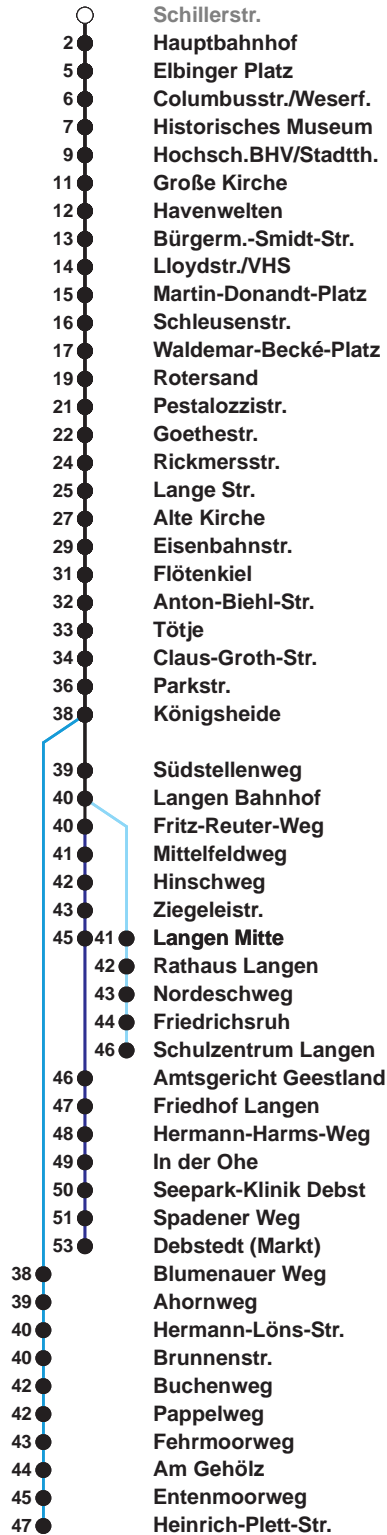 Schillerstr.
2 Hauptbahnhof
5 Elbinger Platz
6 Columbusstr./Weserf.
7 Historisches Museum
9 Hochsch.BHV/Stadtth.
11 Große Kirche
12 Havenwelten
13 Bürgerm.-Smidt-Str.
14 Lloydstr./VHS
15 Martin-Donandt-Platz
16 Schleusenstr.
17 Waldemar-Becké-Platz
19 Rotersand
21 Pestalozzistr.
22 Goethestr.
24 Rickmersstr.
25 Lange Str.
27 Alte Kirche
29 Eisenbahnstr.
31 Flötenkiel
32 Anton-Biehl-Str.
33 Tötje
34 Claus-Groth-Str.
36 Parkstr.
38 Königsheide
39 Südstellenweg
40 Langen Bahnhof
40 Fritz-Reuter-Weg
41 Mittelfeldweg
42 Hinschweg
43 Ziegeleistr.
45 41 Langen Mitte
42 Rathaus Langen
43 Nordeschweg
44 Friedrichsruh
46 Schulzentrum Langen
46 Amtsgericht Geestland
47 Friedhof Langen
48 Hermann-Harms-Weg
49 In der Ohe
50 Seepark-Klinik Debst
51 Spadener Weg
53 Debstedt (Markt)
38 Blumenauer Weg
39 Ahornweg
40 Hermann-Löns-Str.
40 Brunnenstr.
42 Buchenweg
42 Pappelweg
43 Fehrmoorweg
44 Am Gehölz
45 Entenmoorweg
47 Heinrich-Plett-Str.